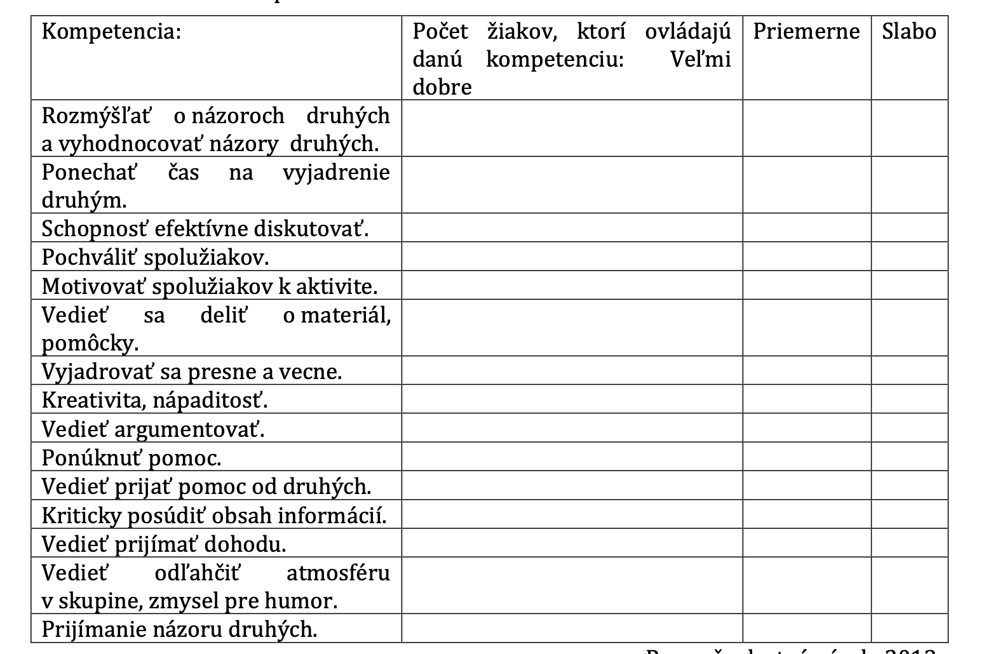 Kompetencia:
Počet žiakov, ktorí ovládajú
danú kompetenciu: Veľmi
dobre
Priemerne
Slabo
Rozmýšľať o názoroch druhých
a vyhodnocovať názory druhých.
Ponechať čas na vyjadrenie
druhým.
Schopnosť efektívne diskutovať.
Pochváliť spolužiakov.
Motivovať spolužiakov k aktivite.
Vedieť sa deliť o materiál,
pomôcky.
Vyjadrovať sa presne a vecne.
Kreativita, nápaditosť.
Vedieť argumentovať.
Ponúknuť pomoc.
Vedieť prijať pomoc od druhých.
Kriticky posúdiť obsah informácií.
Vedieť prijímať dohodu.
Vedieť odľahčiť atmosféru
v skupine, zmysel pre humor.
Prijímanie názoru druhých.